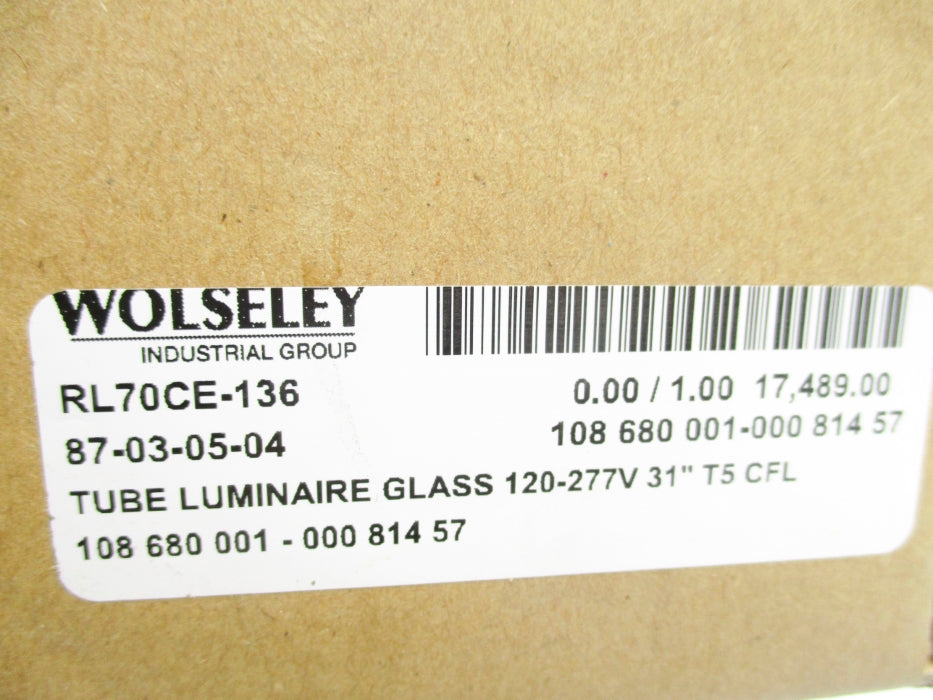 WOLSELEY
INDUSTRIAL GROUP
RL70CE-136
0.00 / 1.00 17,489.00
87-03-05-04
108 680 001-000 814 57
TUBE LUMINAIRE GLASS 120-277V 31" T5 CFL
108 680 001 - 000 814 57